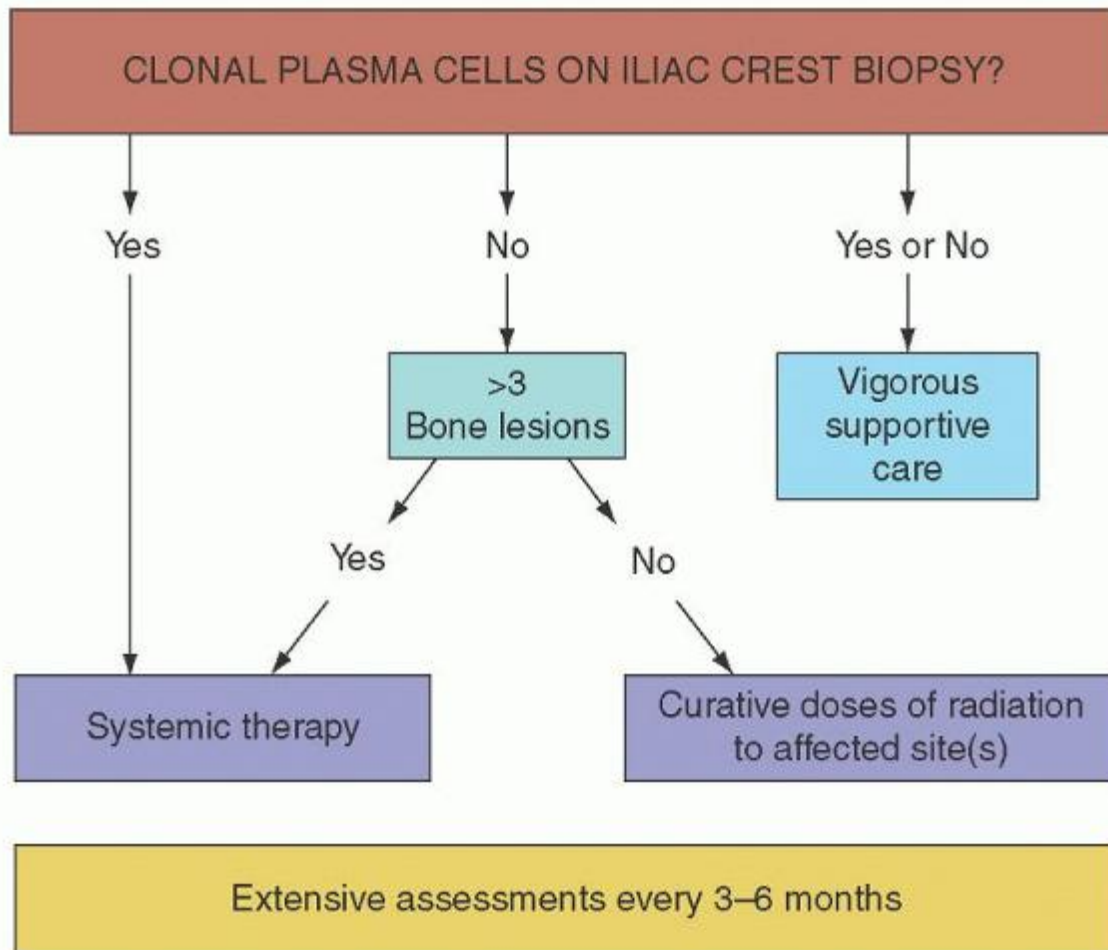 CLONAL PLASMA CELLS ON ILIAC CREST BIOPSY?
Yes
No
Yes or No
>3
Bone lesions
Vigorous
supportive
care
Yes
No
Systemic therapy
Curative doses of radiation
to affected site(s)
Extensive assessments every 3–6 months